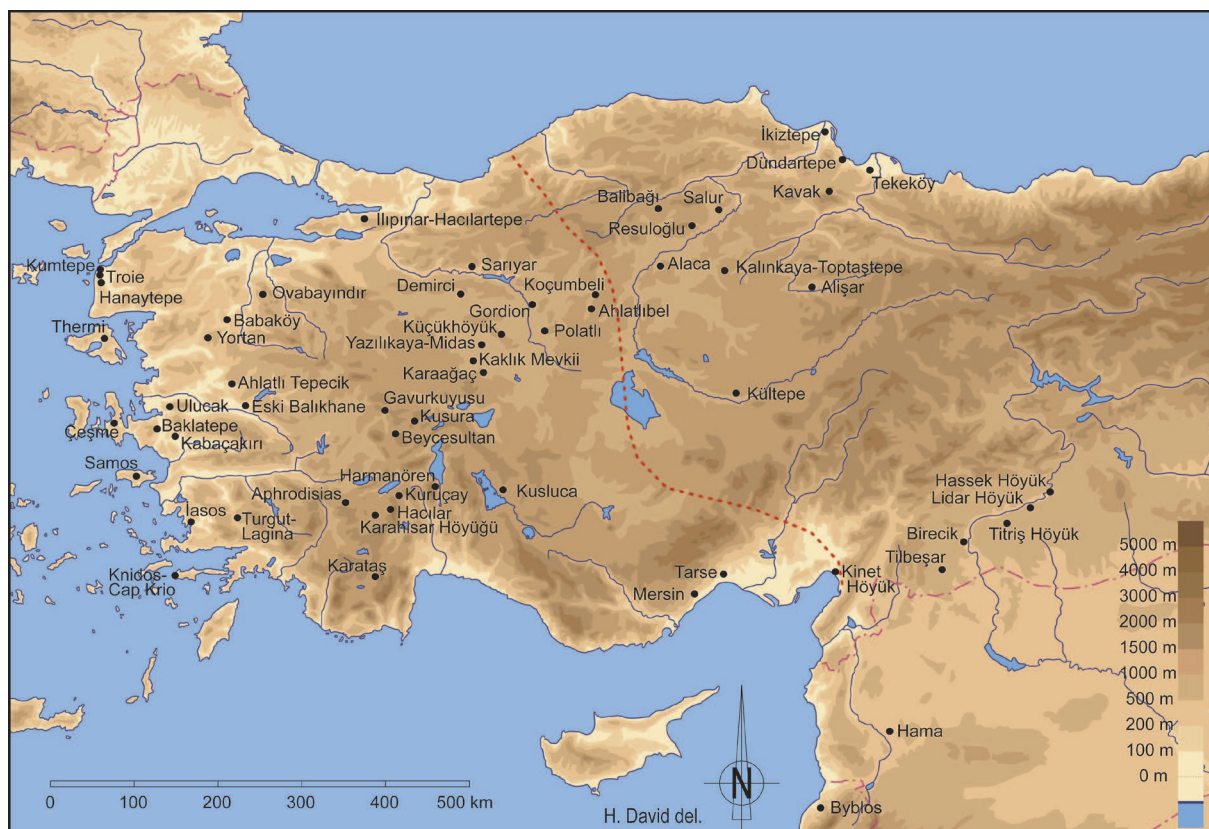 İkiztepe
Dündartepe
Tekeköy
Kavak
Balibağı
Salur
Resuloğlu
Ilıpınar-Hacılartepe
Kumtepe
Troie
Hanaytepe
Sarıyar
Alaca
Kalınkaya-Toptaştepe
Alişar
Demirci
Koçumbeli
Ovabayındır
Gordion
Ahlatlıbel
Babaköy
Thermi
Yortan
Küçükhöyük
Polatlı
Yazılıkaya-Midas
Kaklık Mevkii
Karaağaç
Ahlatlı Tepecik
Kültepe
Ulucak
Eski Balıkhane
Gavurkuyusu
Kusura
Çeşme
Baklatepe
Kabaçakırı
Beycesultan
Samos
Harmanören
Aphrodisias
Kuruçay
Kusluca
Hassek Höyük
Lidar Höyük
Iasos
Turgut-
Lagina
Hacılar
Karahisar Höyüğü
Titriş Höyük
Birecik
Tilbeşar
Knidos-
Cap Krio
Karataş
Tarse
Mersin
Kinet
Höyük
Hama
Byblos
5000 m
4000 m
3000 m
2000 m
1500 m
1000 m
500 m
200 m
100 m
0 m
0 100 200 300 400 500 km
N
H. David del.